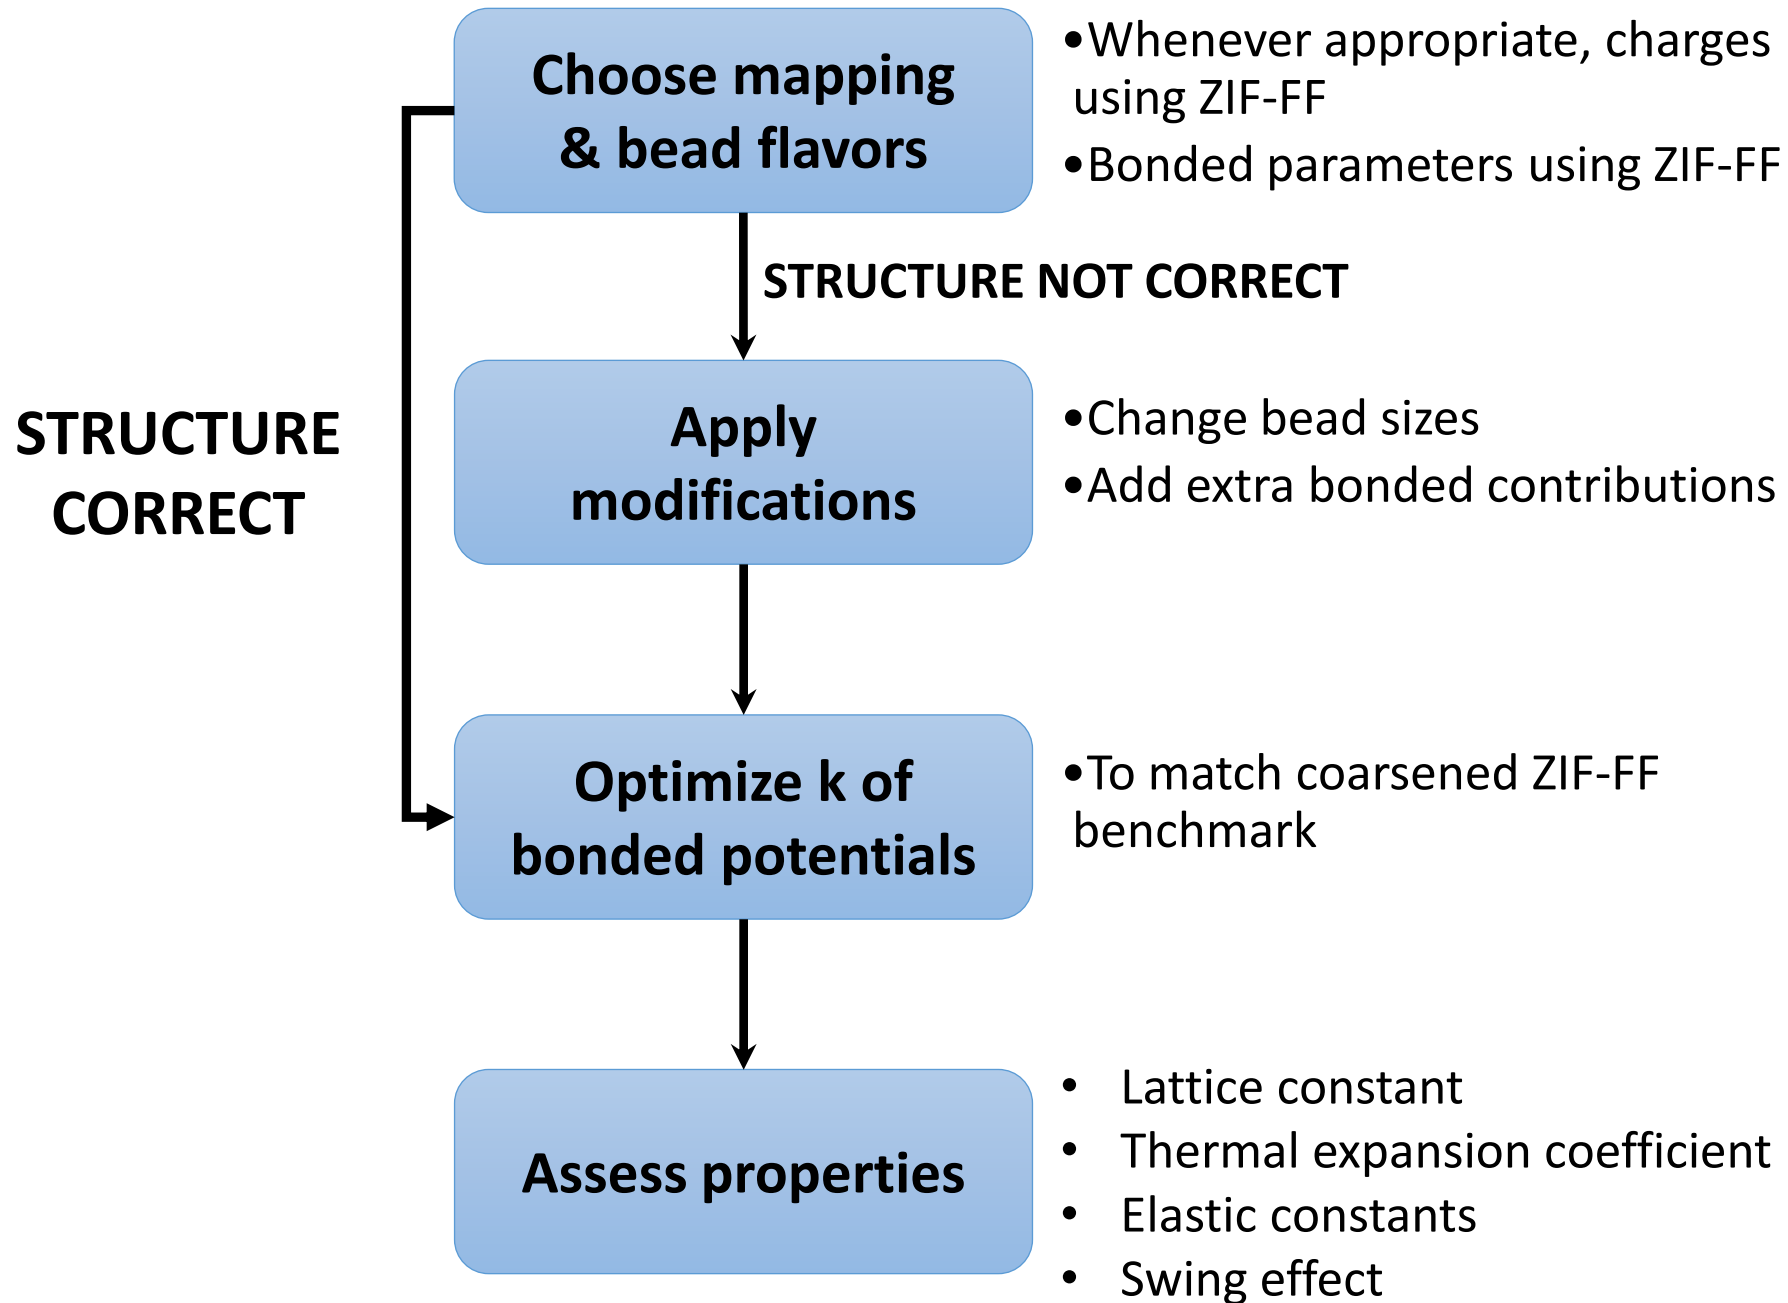 Choose mapping
& bead flavors
•Whenever appropriate, charges
using ZIF-FF
•Bonded parameters using ZIF-FF
STRUCTURE NOT CORRECT
STRUCTURE
CORRECT
Apply
modifications
•Change bead sizes
•Add extra bonded contributions
Optimize k of
bonded potentials
•To match coarsened ZIF-FF
benchmark
Assess properties
• Lattice constant
• Thermal expansion coefficient
• Elastic constants
• Swing effect